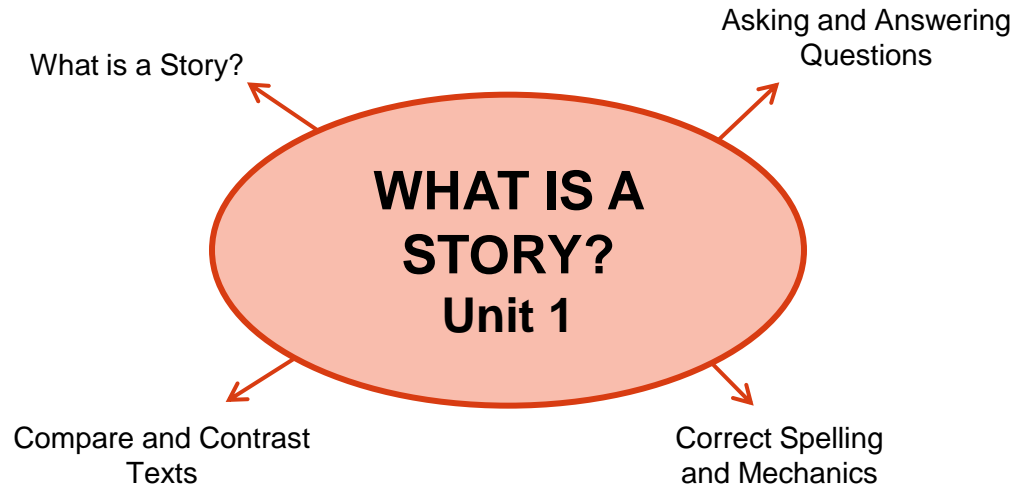 What is a Story?
Asking and Answering
Questions
WHAT IS A
STORY?
Unit 1
Compare and Contrast
Texts
Correct Spelling
and Mechanics